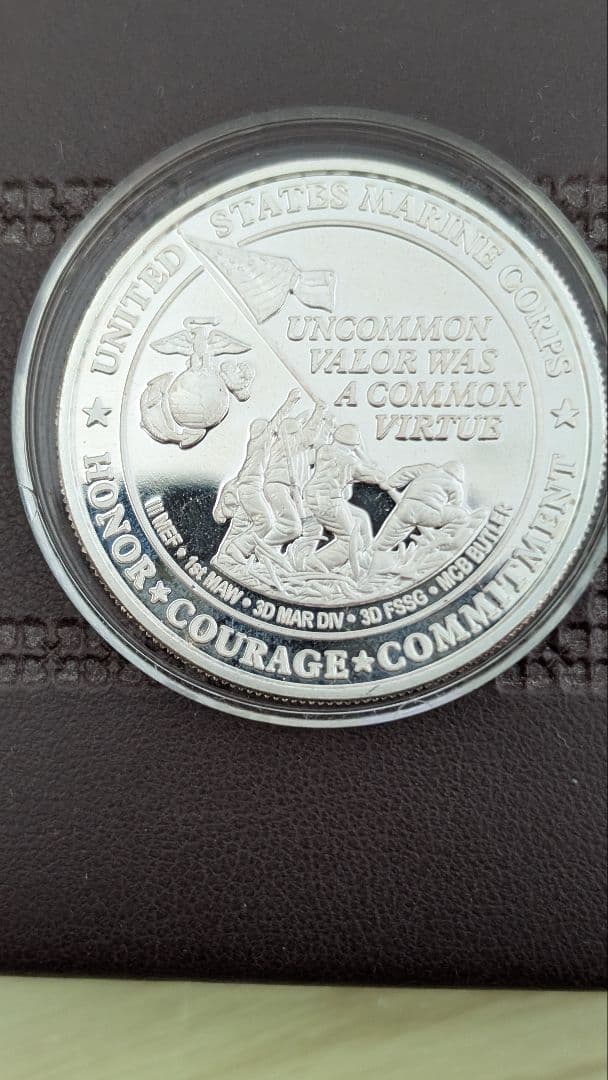 UNITED STATES MARINE CORPS
UNCOMMON
VALOR WAS
A COMMON
VIRTUE
III MEF • 1st MAW • 3D MAR DIV • 3D FSSG • MCB BUTLER
HONOR ★ COURAGE ★ COMMITMENT